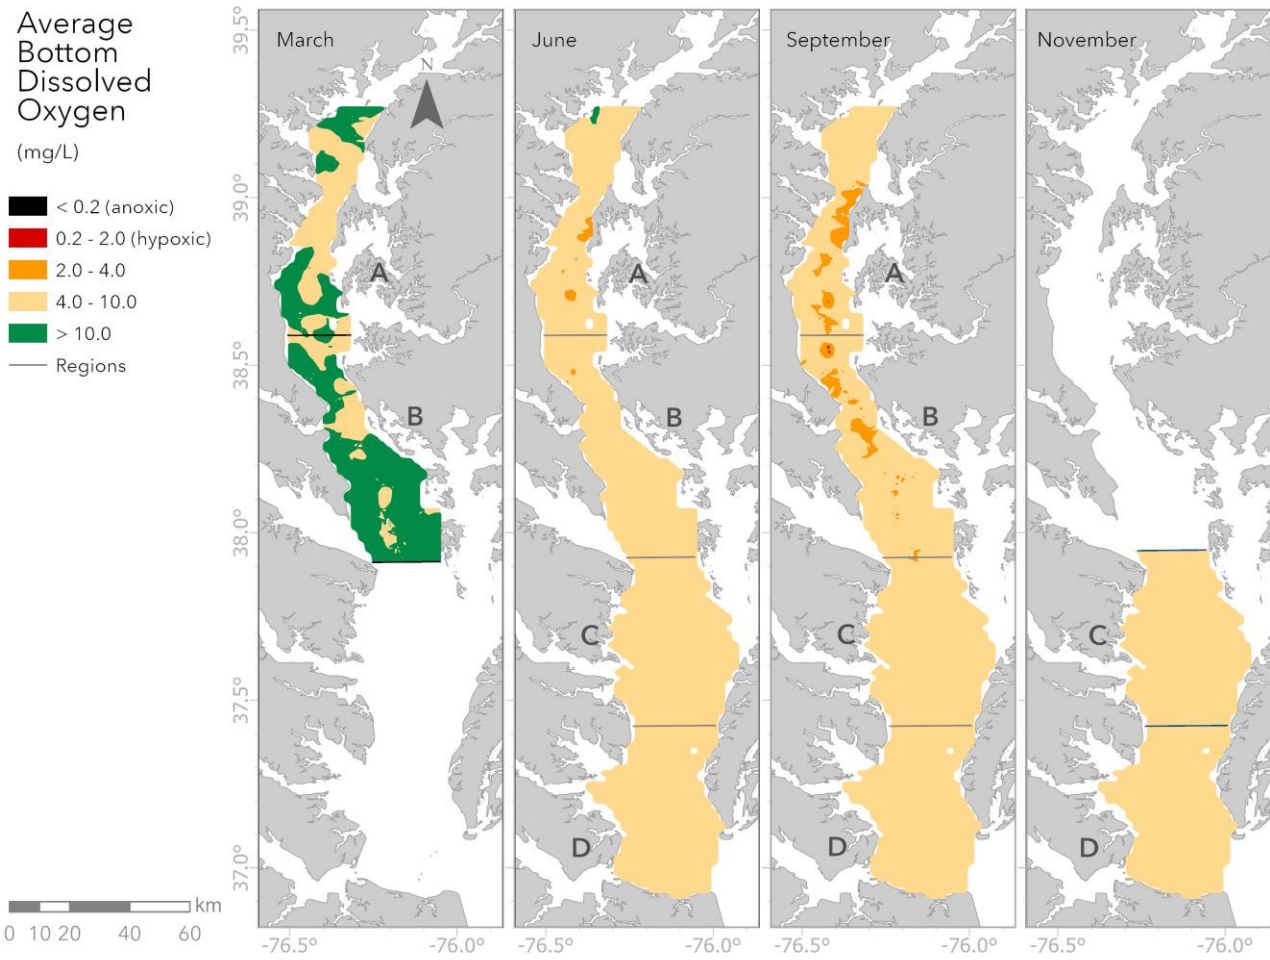 Average
Bottom
Dissolved
Oxygen
(mg/L)
< 0.2 (anoxic)
0.2 - 2.0 (hypoxic)
2.0 - 4.0
4.0 - 10.0
> 10.0
Regions
km
0 10 20 40 60
March
N
A
B
June
A
B
C
D
September
A
B
C
D
November
C
D
39.5°
39.0°
38.5°
38.0°
37.5°
37.0°
-76.5° -76.0° -76.5° -76.0° -76.5° -76.0° -76.5° -76.0°